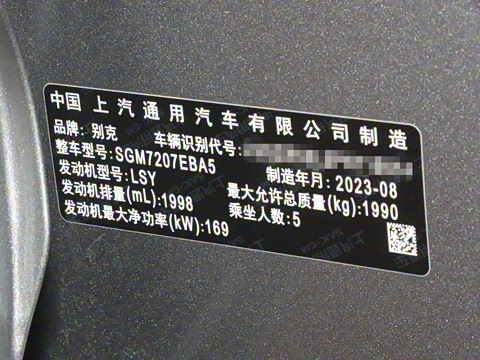 中国 上汽通用汽车有限公司制造
品牌: 别克 车辆识别代号:
整车型号: SGM7207EBA5 制造年月: 2023-08
发动机型号: LSY 最大允许总质量(kg): 1990
发动机排量(mL): 1998 乘坐人数: 5
发动机最大净功率(kW): 169